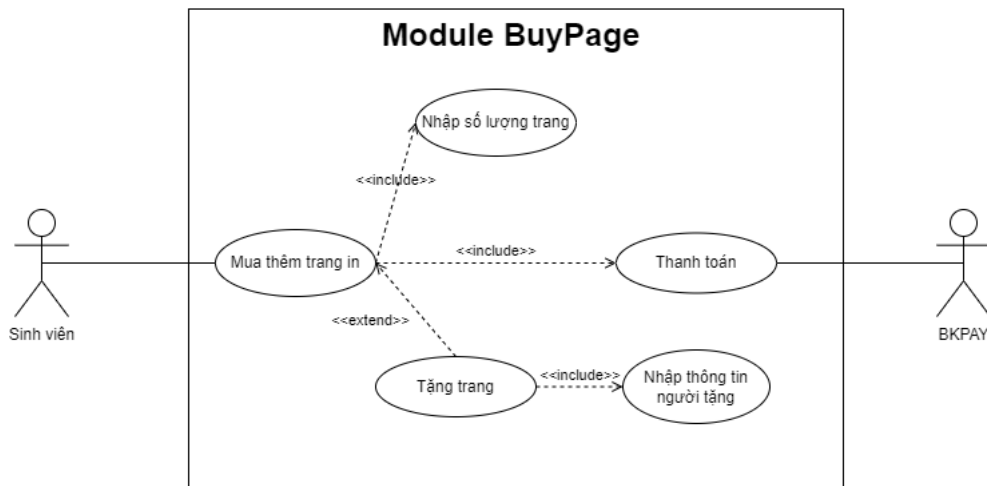 Module BuyPage
Nhập số lượng trang
<<include>>
Mua thêm trang in
<<include>>
Thanh toán
Sinh viên
BKPAY
<<extend>>
Tặng trang
<<include>>
Nhập thông tin
người tặng